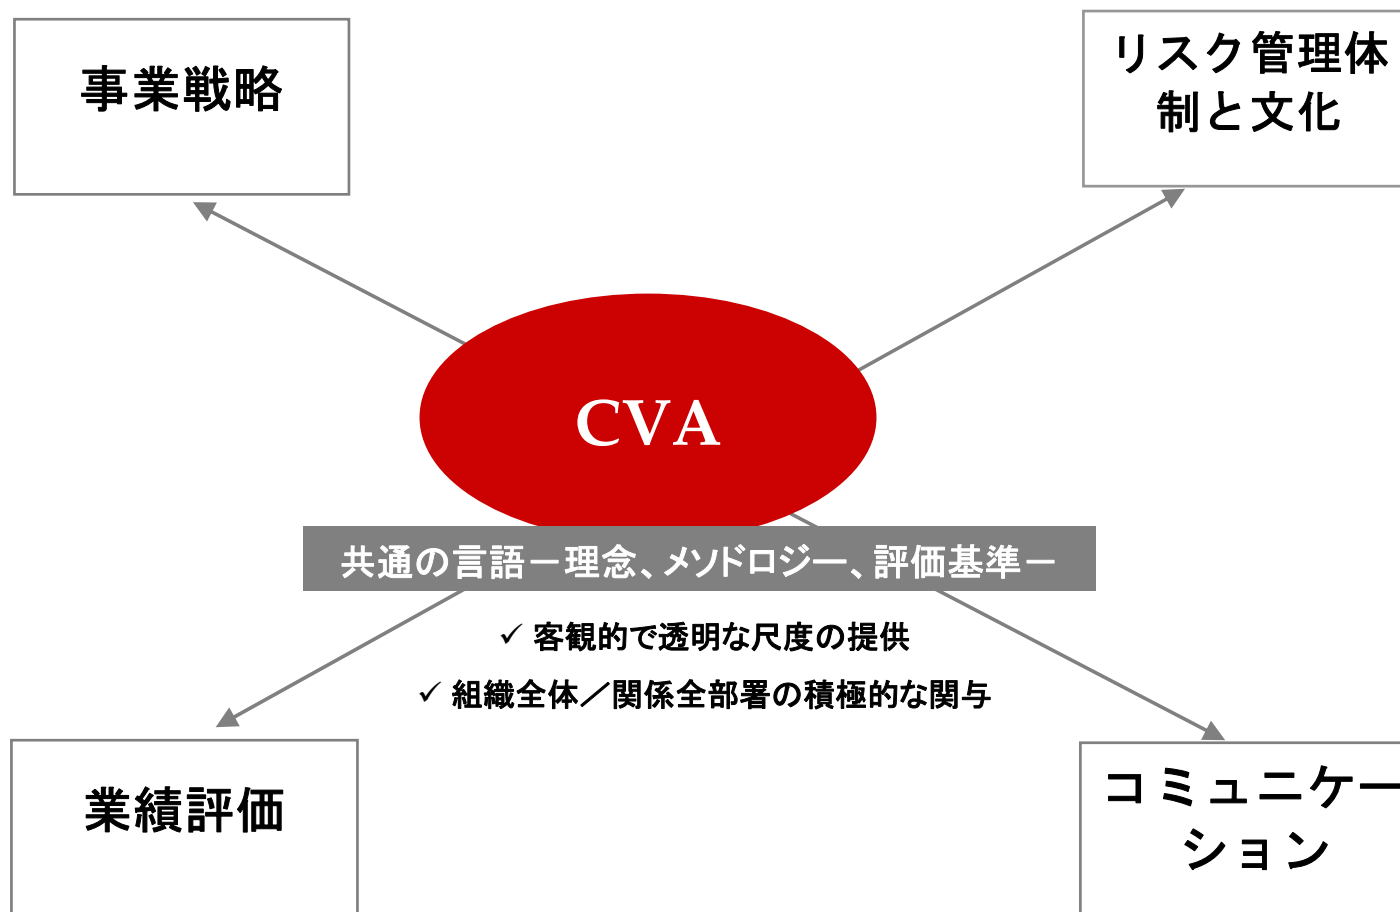 事業戦略
リスク管理体
制と文化
CVA
共通の言語－理念、メソドロジー、評価基準－
✓ 客観的で透明な尺度の提供
✓ 組織全体／関係全部署の積極的な関与
業績評価
コミュニケー
ション